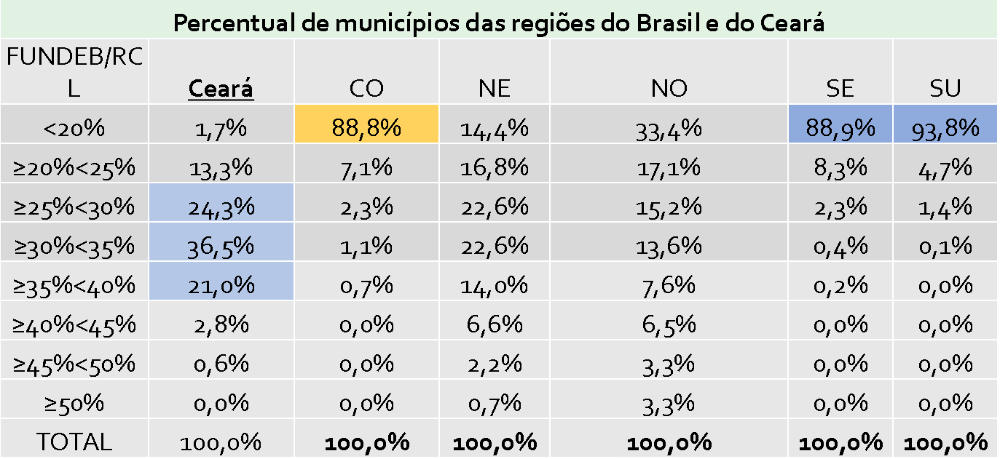 Percentual de municípios das regiões do Brasil e do Ceará
FUNDEB/RC
L Ceará CO NE NO SE SU
<20% 1,7% 88,8% 14,4% 33,4% 88,9% 93,8%
≥20%<25% 13,3% 7,1% 16,8% 17,1% 8,3% 4,7%
≥25%<30% 24,3% 2,3% 22,6% 15,2% 2,3% 1,4%
≥30%<35% 36,5% 1,1% 22,6% 13,6% 0,4% 0,1%
≥35%<40% 21,0% 0,7% 14,0% 7,6% 0,2% 0,0%
≥40%<45% 2,8% 0,0% 6,6% 6,5% 0,0% 0,0%
≥45%<50% 0,6% 0,0% 2,2% 3,3% 0,0% 0,0%
≥50% 0,0% 0,0% 0,7% 3,3% 0,0% 0,0%
TOTAL 100,0% 100,0% 100,0% 100,0% 100,0% 100,0%